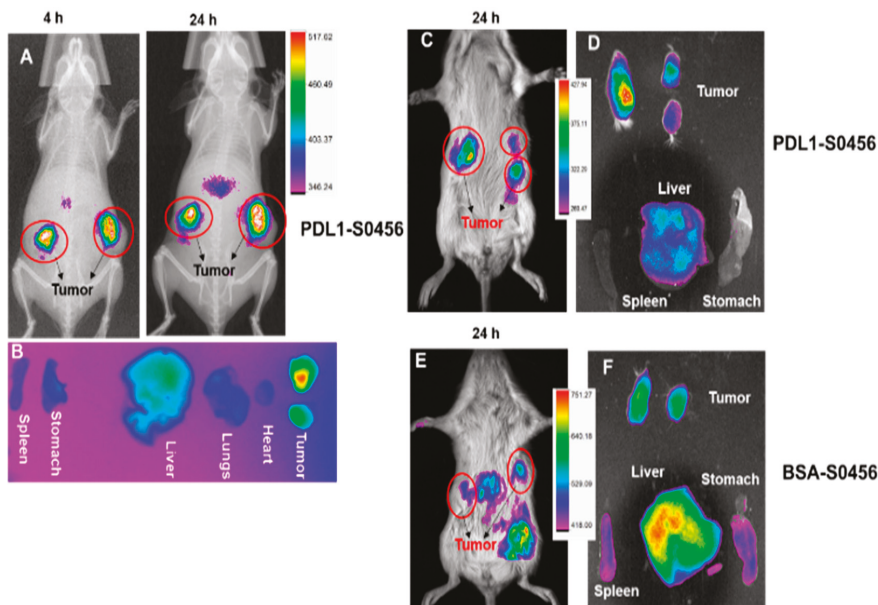 4 h
24 h
A
517.62
460.49
403.37
346.24
Tumor
Tumor
PDL1-S0456
B
Spleen
Stomach
Liver
Lungs
Heart
Tumor
24 h
C
427.94
375.11
322.29
269.47
Tumor
D
Tumor
Liver
Spleen
Stomach
PDL1-S0456
24 h
E
751.27
640.18
529.09
418.00
Tumor
F
Tumor
Liver
Stomach
Spleen
BSA-S0456